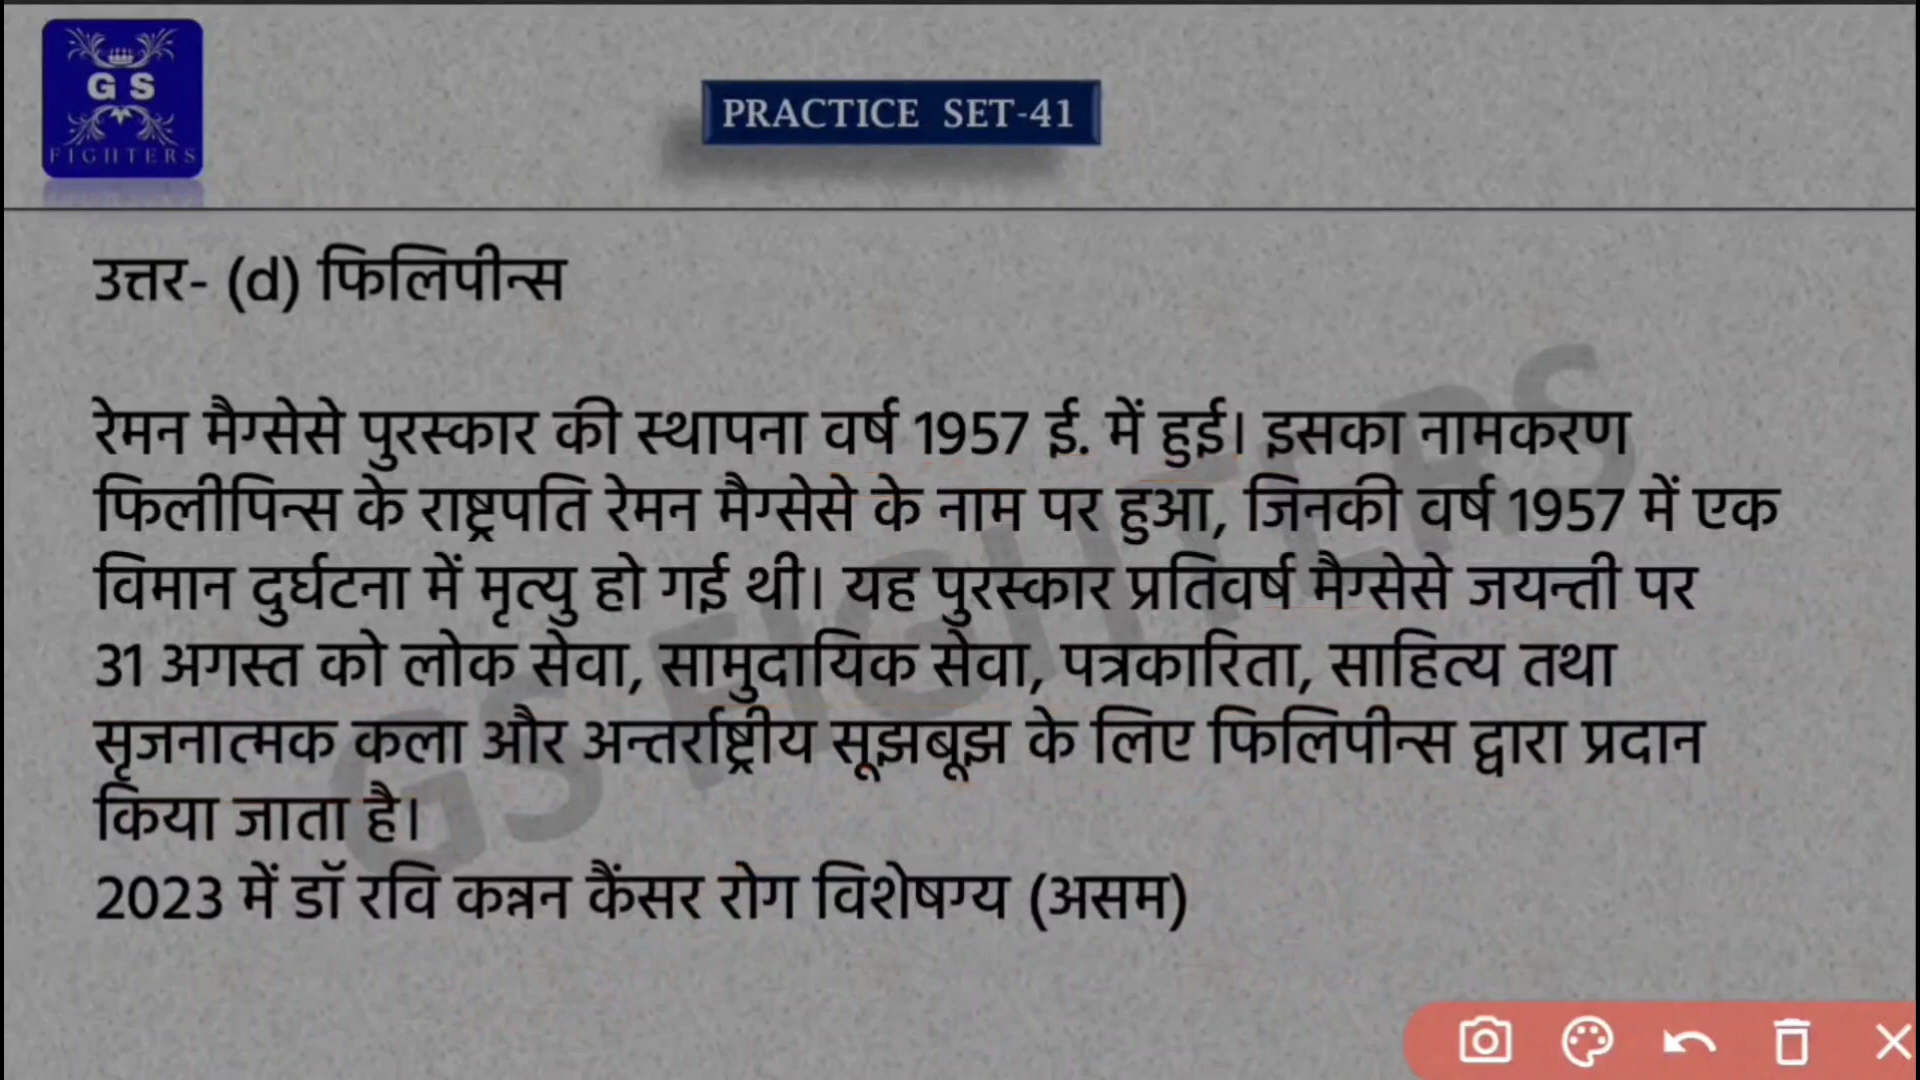 G S
FIGHTERS
PRACTICE SET-41
उत्तर- (d) फिलिपीन्स
रेमन मैग्सेसे पुरस्कार की स्थापना वर्ष 1957 ई. में हुई। इसका नामकरण
फिलीपिन्स के राष्ट्रपति रेमन मैग्सेसे के नाम पर हुआ, जिनकी वर्ष 1957 में एक
विमान दुर्घटना में मृत्यु हो गई थी। यह पुरस्कार प्रतिवर्ष मैग्सेसे जयन्ती पर
31 अगस्त को लोक सेवा, सामुदायिक सेवा, पत्रकारिता, साहित्य तथा
सृजनात्मक कला और अन्तर्राष्ट्रीय सूझबूझ के लिए फिलिपीन्स द्वारा प्रदान
किया जाता है।
2023 में डॉ रवि कन्नन कैंसर रोग विशेषग्य (असम)
GS FIGHTERS